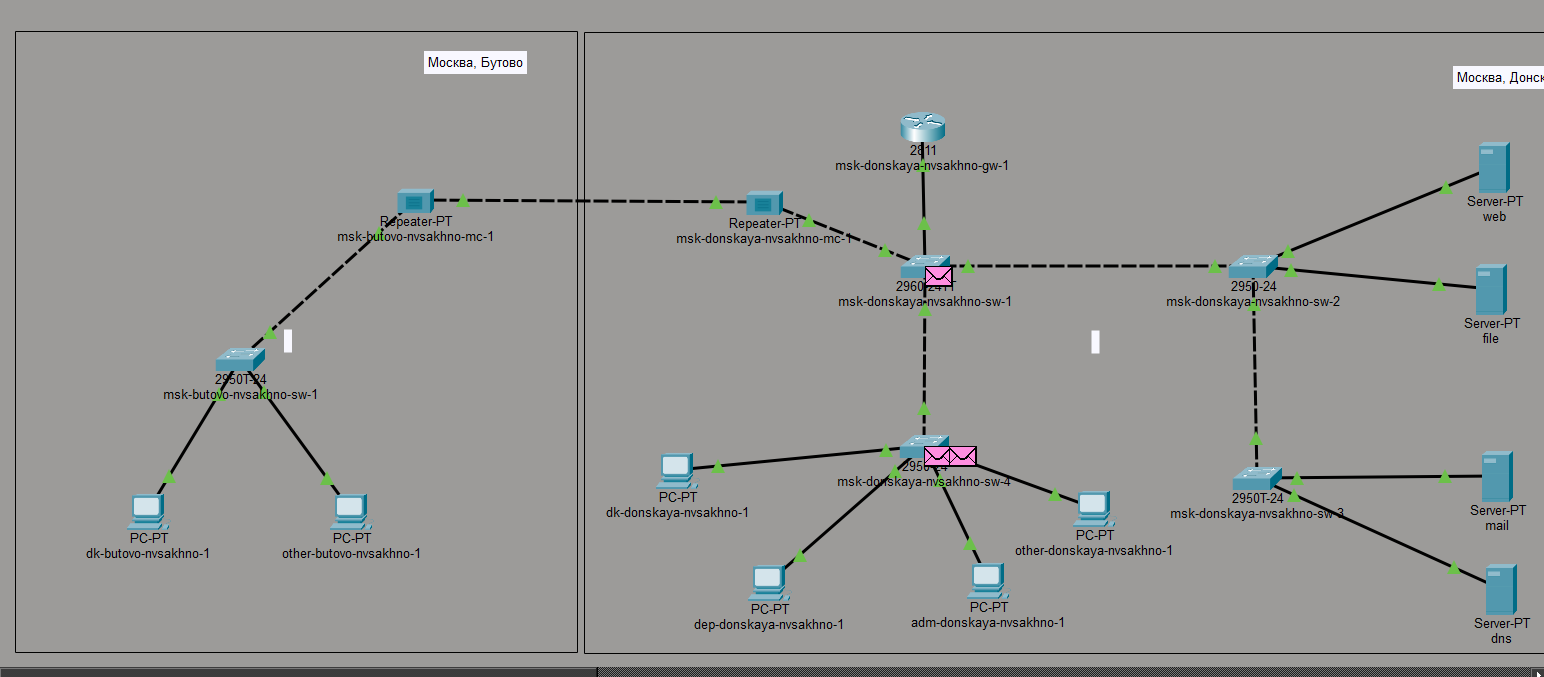 Москва, Бутово
Москва, Донск
2811
msk-donskaya-nvsakhno-gw-1
Server-PT
web
Repeater-PT
msk-butovo-nvsakhno-mc-1
Repeater-PT
msk-donskaya-nvsakhno-mc-1
2960-24TT
msk-donskaya-nvsakhno-sw-1
2950-24
msk-donskaya-nvsakhno-sw-2
Server-PT
file
2950T-24
msk-butovo-nvsakhno-sw-1
2950-24
msk-donskaya-nvsakhno-sw-4
PC-PT
dk-donskaya-nvsakhno-1
2950T-24
msk-donskaya-nvsakhno-sw-3
Server-PT
mail
PC-PT
dk-butovo-nvsakhno-1
PC-PT
other-butovo-nvsakhno-1
PC-PT
other-donskaya-nvsakhno-1
PC-PT
dep-donskaya-nvsakhno-1
PC-PT
adm-donskaya-nvsakhno-1
Server-PT
dns